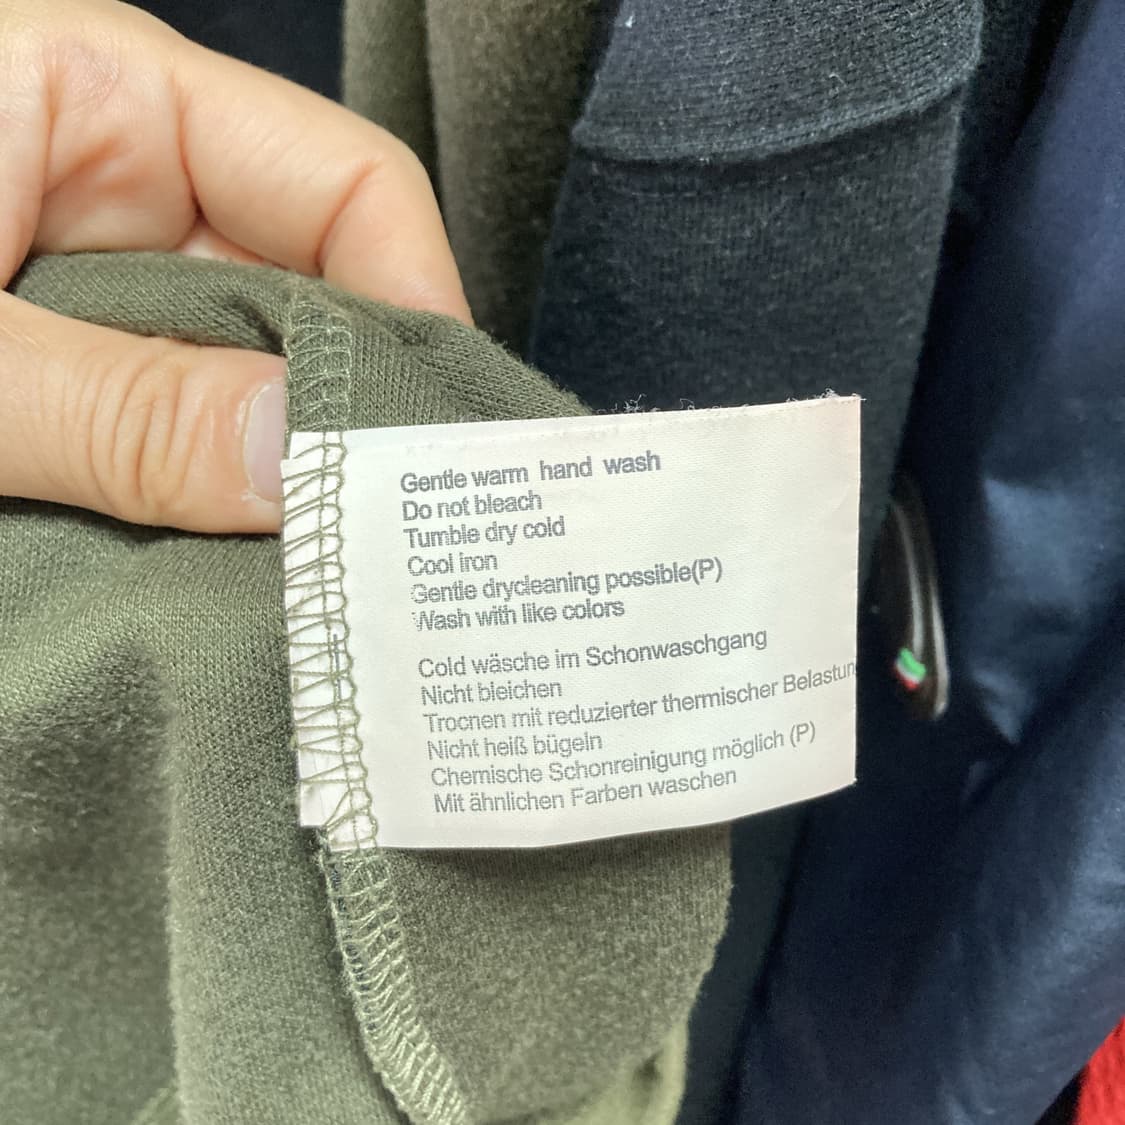 Gentle warm hand wash
Do not bleach
Tumble dry cold
Cool iron
Gentle drycleaning possible(P)
Wash with like colors
Cold wäsche im Schonwaschgang
Nicht bleichen
Trocnen mit reduzierter thermischer Belastun
Nicht heiß bügeln
Chemische Schonreinigung möglich (P)
Mit ähnlichen Farben waschen